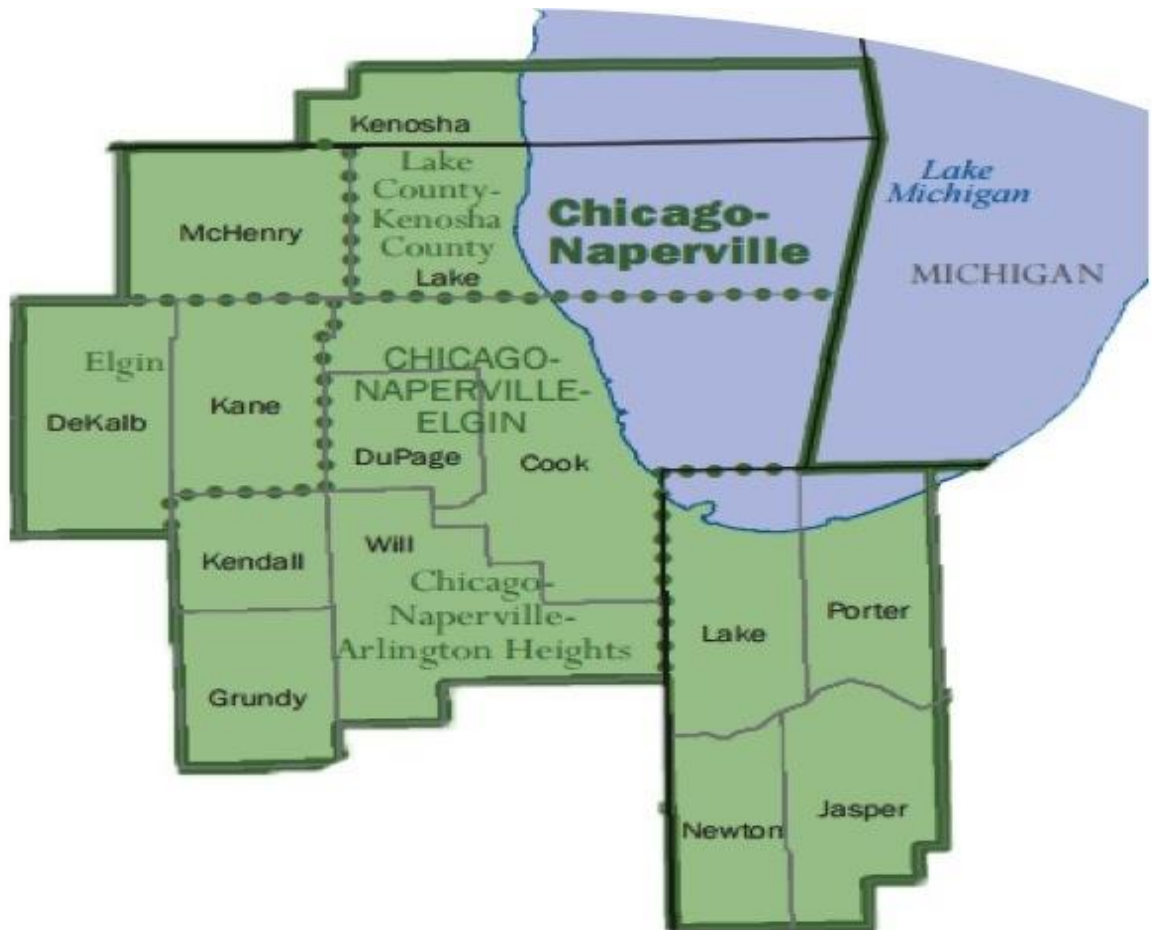 Kenosha
Lake
County-
Kenosha
County
Lake
Michigan
Chicago-
Naperville
McHenry
Lake
MICHIGAN
Elgin
CHICAGO-
NAPERVILLE-
ELGIN
DeKalb
Kane
DuPage
Cook
Kendall
Will
Chicago-
Naperville-
Arlington Heights
Lake
Porter
Grundy
Newton
Jasper